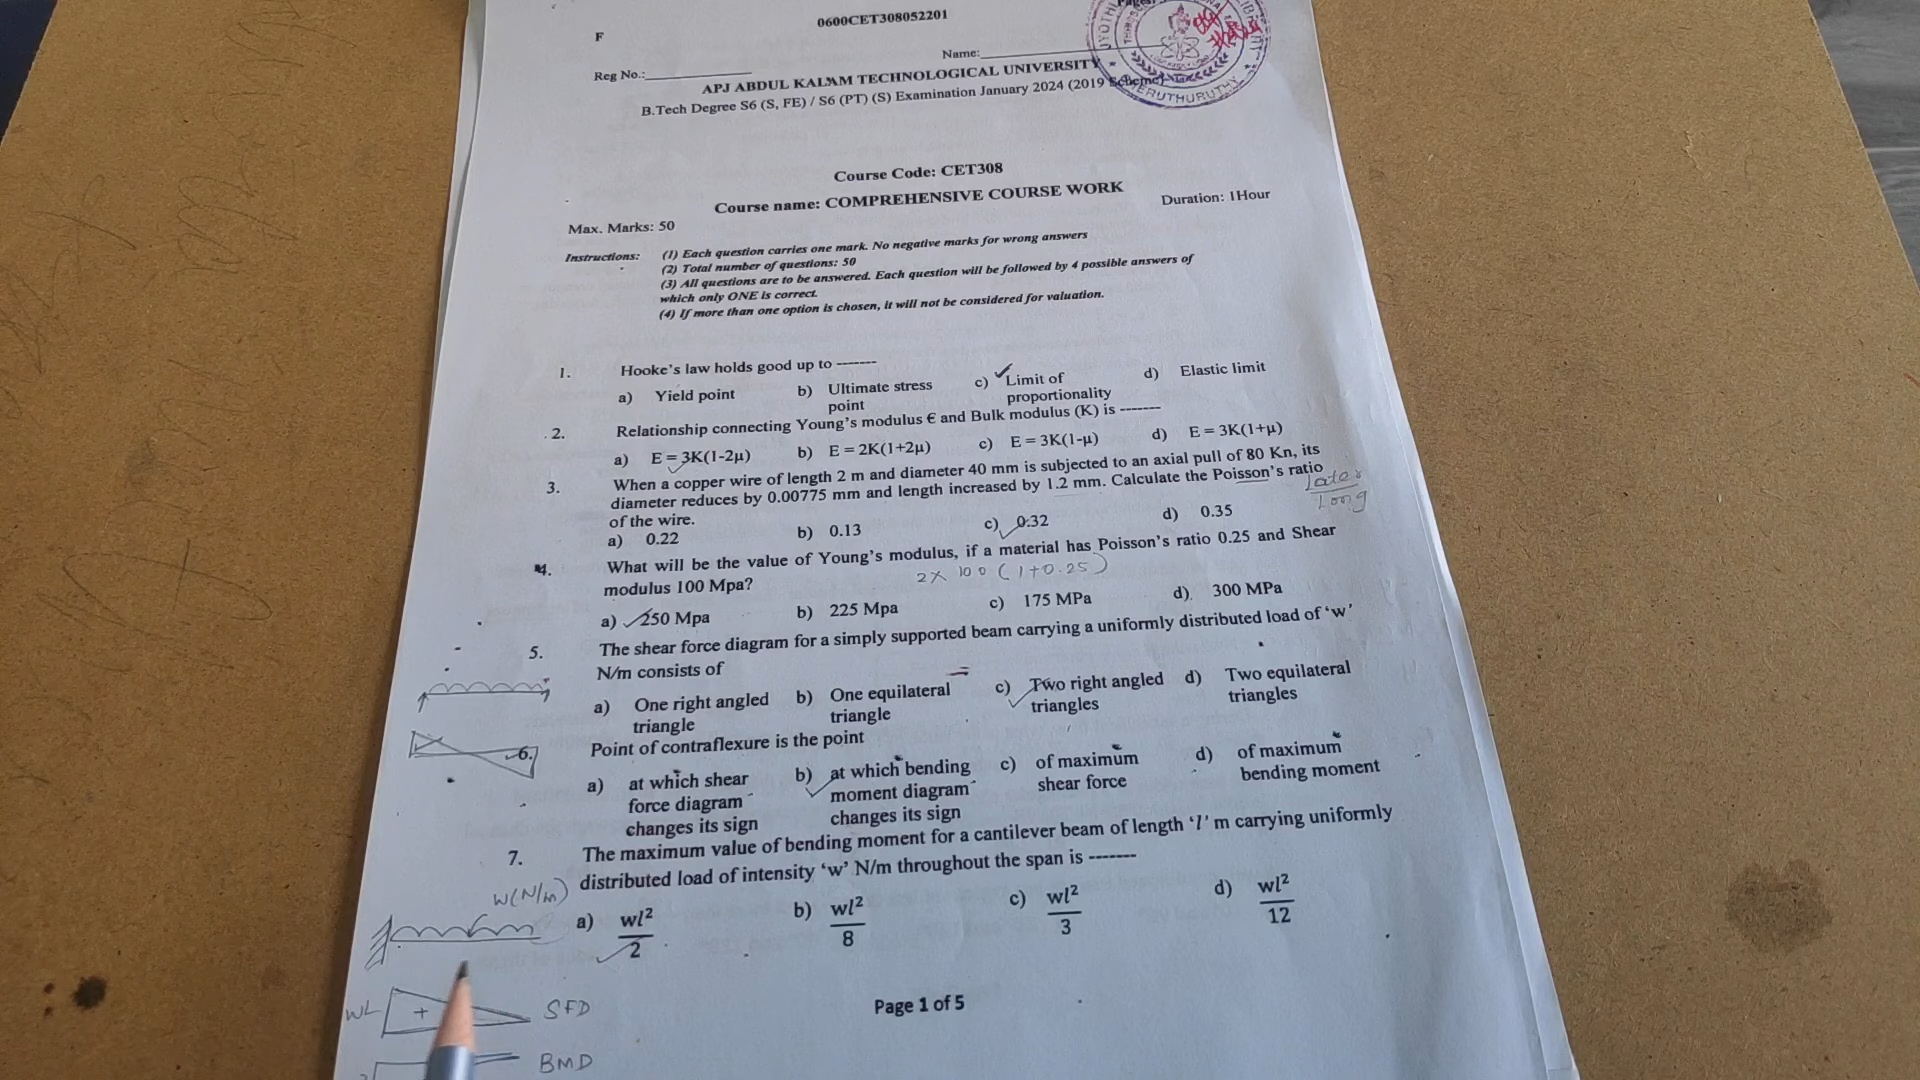 0600CET308052201
F
Reg No.:
Name:
APJ ABDUL KALAM TECHNOLOGICAL UNIVERSITY
B.Tech Degree S6 (S, FE) / S6 (PT) (S) Examination January 2024 (2019 Scheme)
Course Code: CET308
Course name: COMPREHENSIVE COURSE WORK
Max. Marks: 50
Duration: 1Hour
Instructions: (1) Each question carries one mark. No negative marks for wrong answers
(2) Total number of questions: 50
(3) All questions are to be answered. Each question will be followed by 4 possible answers of
which only ONE is correct.
(4) If more than one option is chosen, it will not be considered for valuation.
1. Hooke's law holds good up to -------
a) Yield point b) Ultimate stress c) Limit of d) Elastic limit
point proportionality
2. Relationship connecting Young's modulus € and Bulk modulus (K) is -------
a) E = 3K(1-2µ) b) E = 2K(1+2µ) c) E = 3K(1-µ) d) E = 3K(1+µ)
3. When a copper wire of length 2 m and diameter 40 mm is subjected to an axial pull of 80 Kn, its
diameter reduces by 0.00775 mm and length increased by 1.2 mm. Calculate the Poisson's ratio
of the wire.
Long
a) 0.22 b) 0.13 c) 0.32 d) 0.35
4. What will be the value of Young's modulus, if a material has Poisson's ratio 0.25 and Shear
modulus 100 Mpa?
2 x 100 (1+0.25)
a) 250 Mpa b) 225 Mpa c) 175 MPa d) 300 MPa
5. The shear force diagram for a simply supported beam carrying a uniformly distributed load of 'w'
N/m consists of
a) One right angled b) One equilateral c) Two right angled d) Two equilateral
triangle triangle triangles triangles
6. Point of contraflexure is the point
a) at which shear b) at which bending c) of maximum d) of maximum
force diagram moment diagram shear force bending moment
changes its sign changes its sign
7. The maximum value of bending moment for a cantilever beam of length 'l' m carrying uniformly
distributed load of intensity 'w' N/m throughout the span is -------
w(N/m)
a) wl²/2 b) wl²/8 c) wl²/3 d) wl²/12
Page 1 of 5
WL + SFD
BMD